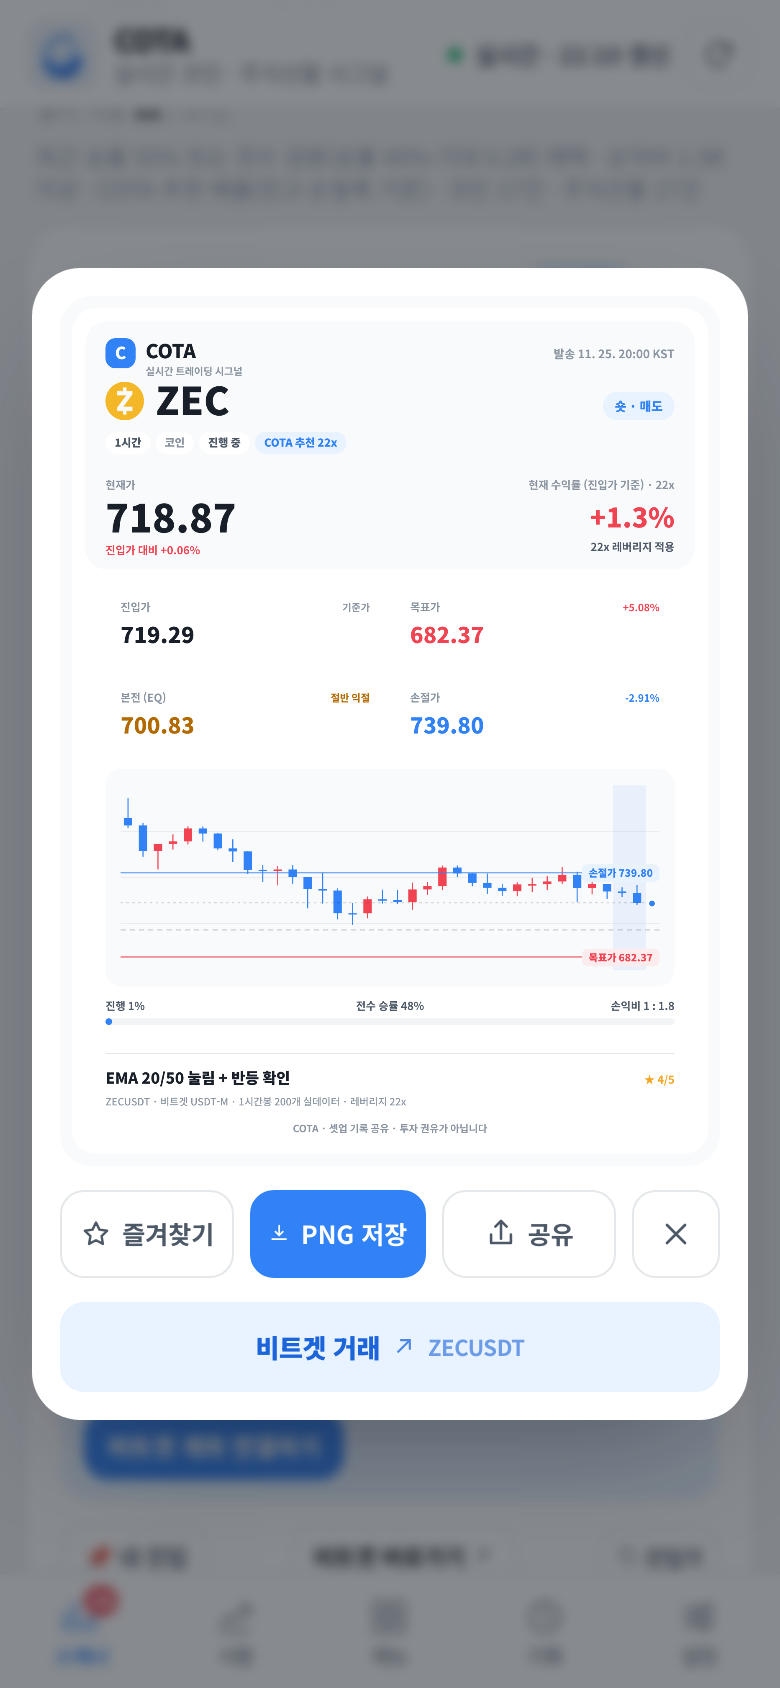 COTA
C COTA
발송 11. 25. 20:00 KST
실시간 트레이딩 시그널
ZEC
숏 · 매도
1시간 코인 진행 중 COTA 추천 22x
현재가
현재 수익률 (진입가 기준) · 22x
718.87
+1.3%
진입가 대비 +0.06%
22x 레버리지 적용
진입가 기준가
719.29
목표가 +5.08%
682.37
본전 (EQ) 절반 익절
700.83
손절가 -2.91%
739.80
손절가 739.80
목표가 682.37
진행 1% 전수 승률 48% 손익비 1 : 1.8
EMA 20/50 눌림 + 반등 확인 ★ 4/5
ZECUSDT · 비트겟 USDT-M · 1시간봉 200개 실데이터 · 레버리지 22x
COTA · 셋업 기록 공유 · 투자 권유가 아닙니다
즐겨찾기
PNG 저장
공유
비트겟 거래 ↗ ZECUSDT